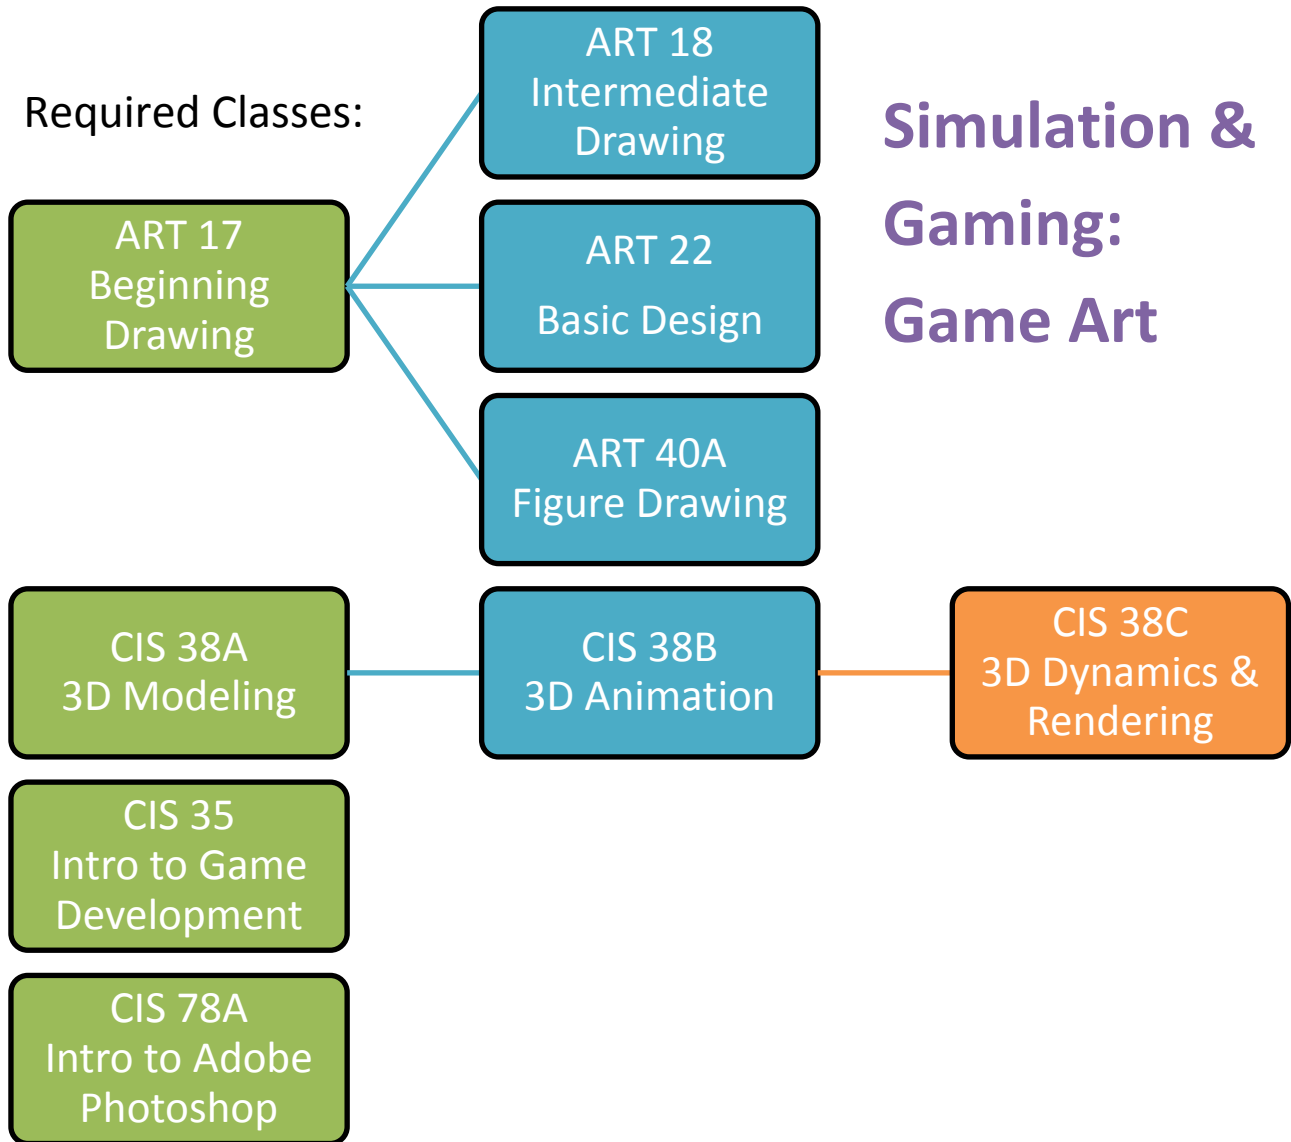 Required Classes:
ART 17
Beginning
Drawing
ART 18
Intermediate
Drawing
ART 22
Basic Design
ART 40A
Figure Drawing
Simulation &
Gaming:
Game Art
CIS 38A
3D Modeling
CIS 38B
3D Animation
CIS 38C
3D Dynamics &
Rendering
CIS 35
Intro to Game
Development
CIS 78A
Intro to Adobe
Photoshop